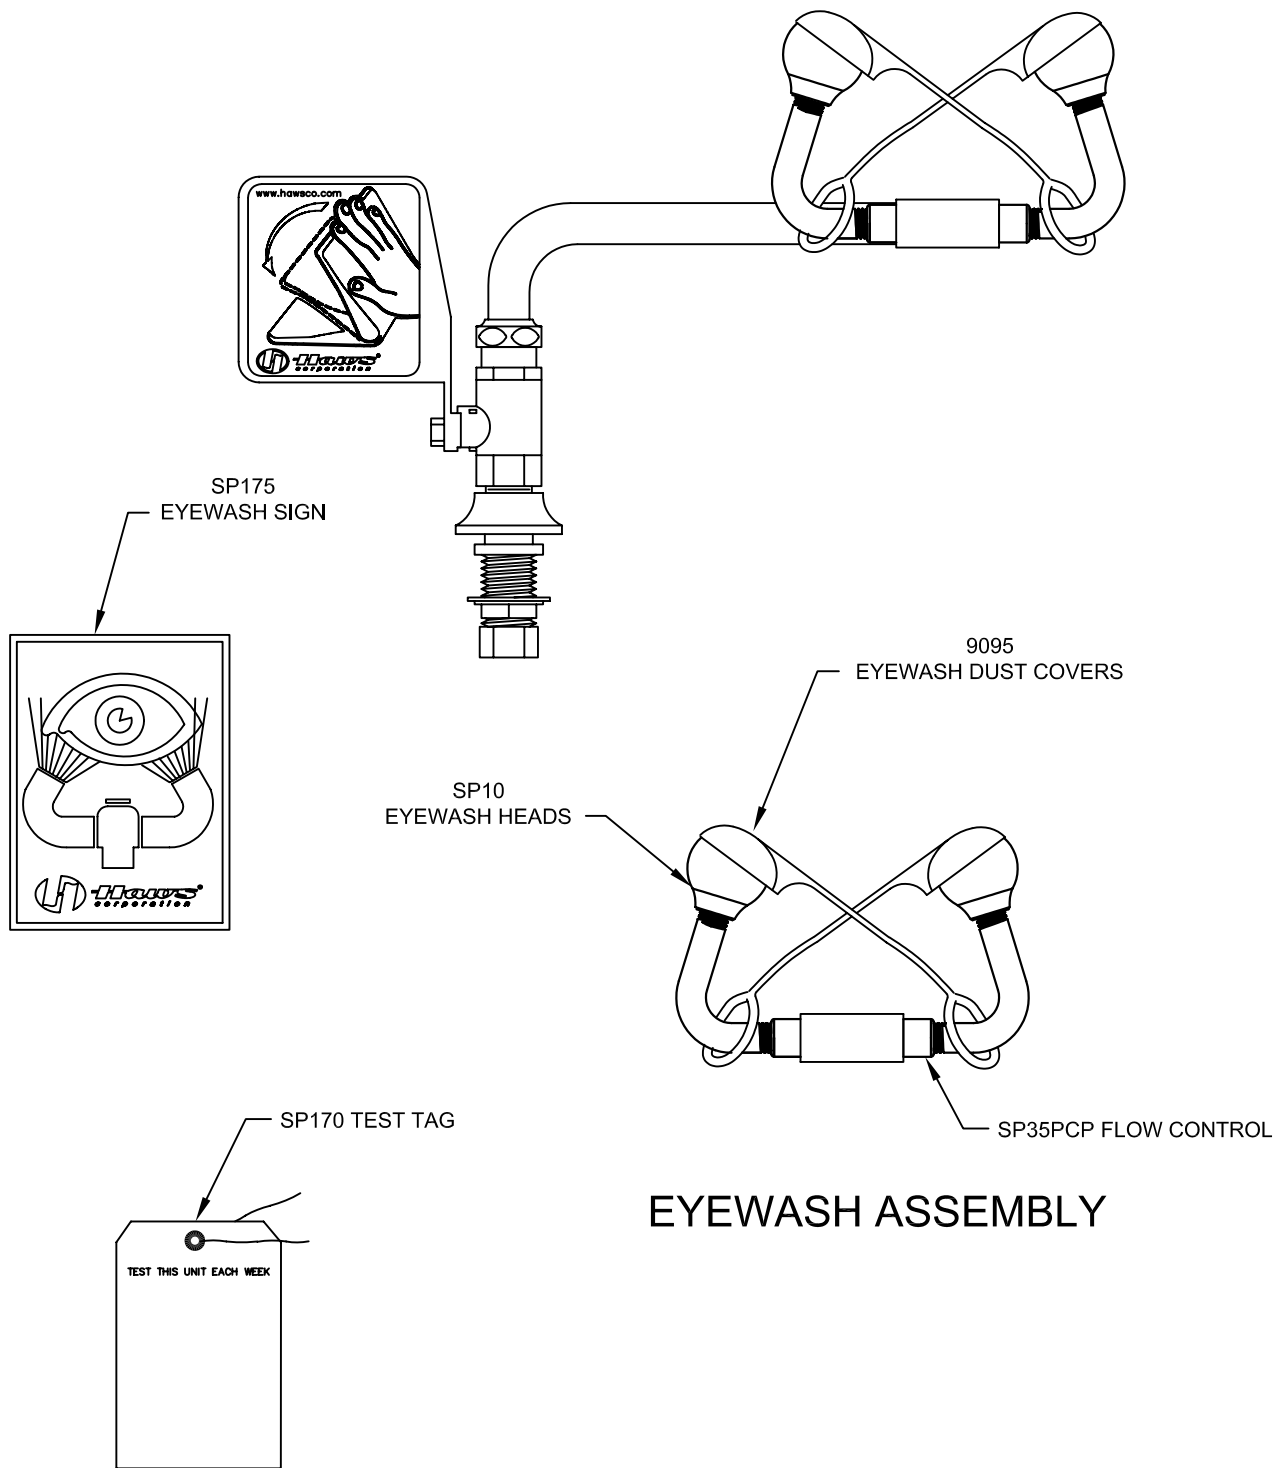 www.hawsco.com
Haws®
corporation
SP175
EYEWASH SIGN
9095
EYEWASH DUST COVERS
SP10
EYEWASH HEADS
Haws®
corporation
SP170 TEST TAG
SP35PCP FLOW CONTROL
EYEWASH ASSEMBLY
TEST THIS UNIT EACH WEEK